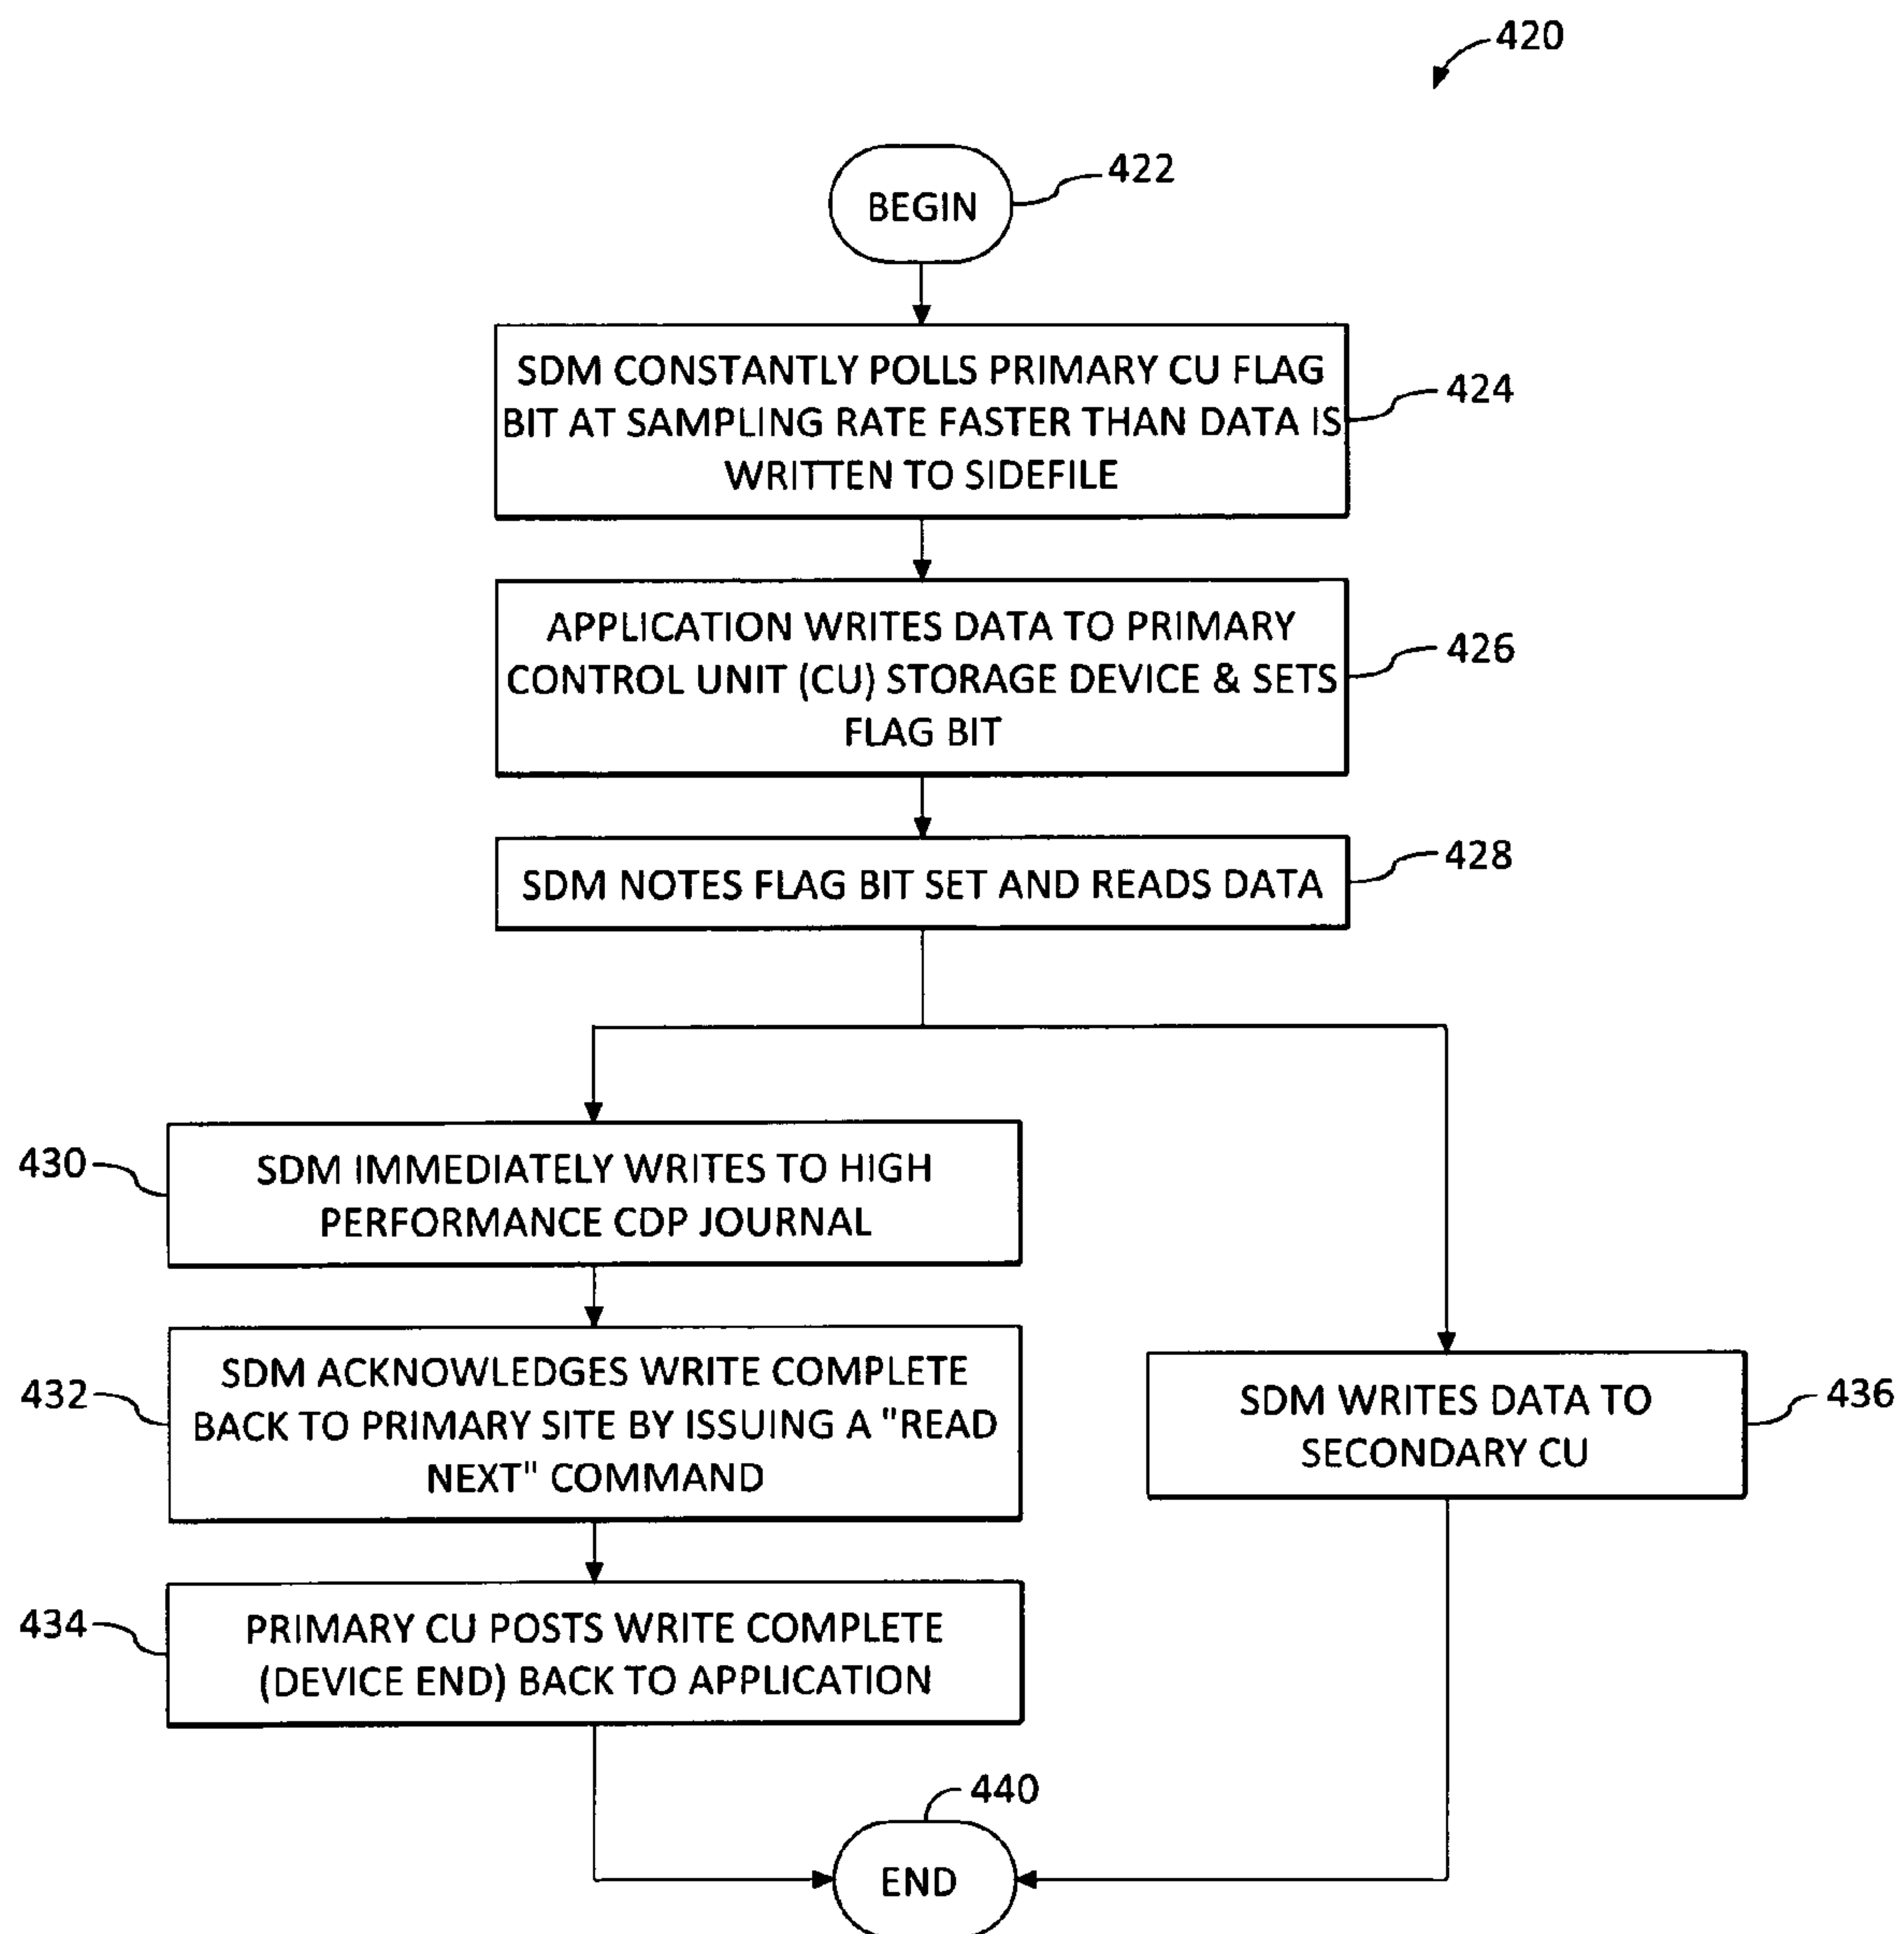 420
BEGIN
422
SDM CONSTANTLY POLLS PRIMARY CU FLAG
BIT AT SAMPLING RATE FASTER THAN DATA IS
WRITTEN TO SIDEFILE
424
APPLICATION WRITES DATA TO PRIMARY
CONTROL UNIT (CU) STORAGE DEVICE & SETS
FLAG BIT
426
SDM NOTES FLAG BIT SET AND READS DATA
428
430
SDM IMMEDIATELY WRITES TO HIGH
PERFORMANCE CDP JOURNAL
432
SDM ACKNOWLEDGES WRITE COMPLETE
BACK TO PRIMARY SITE BY ISSUING A "READ
NEXT" COMMAND
SDM WRITES DATA TO
SECONDARY CU
436
434
PRIMARY CU POSTS WRITE COMPLETE
(DEVICE END) BACK TO APPLICATION
440
END